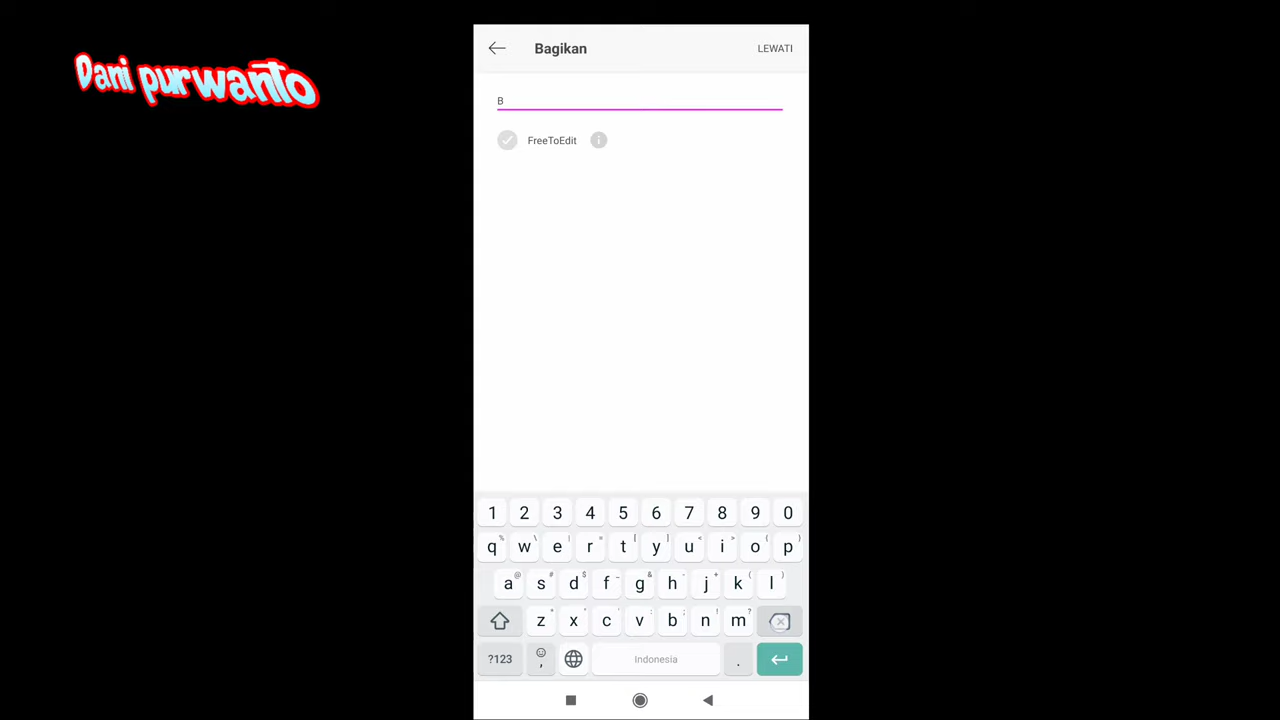 Dani purwanto
Bagikan
LEWATI
B
FreeToEdit
1 2 3 4 5 6 7 8 9 0
q w e r t y u i o p
a s d f g h j k l
z x c v b n m
?123 , Indonesia .